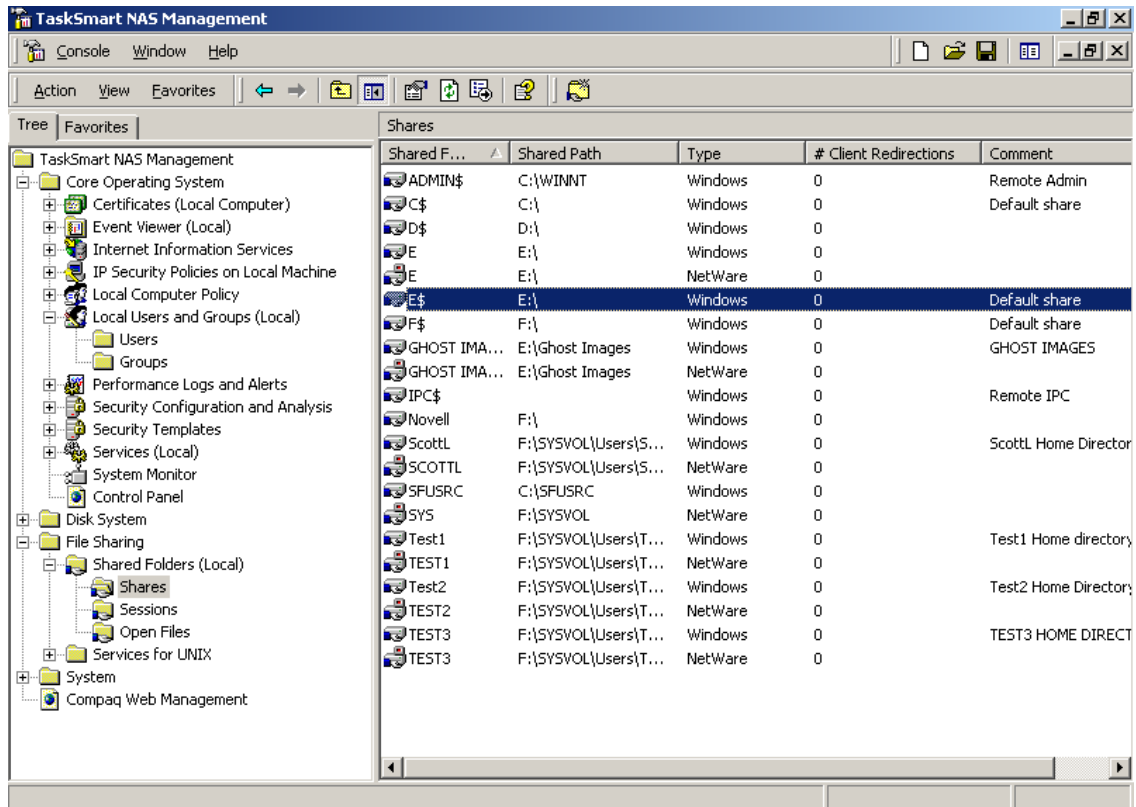 TaskSmart NAS Management
Console Window Help
Action View Favorites
Tree Favorites
TaskSmart NAS Management
Core Operating System
Certificates (Local Computer)
Event Viewer (Local)
Internet Information Services
IP Security Policies on Local Machine
Local Computer Policy
Local Users and Groups (Local)
Users
Groups
Performance Logs and Alerts
Security Configuration and Analysis
Security Templates
Services (Local)
System Monitor
Control Panel
Disk System
File Sharing
Shared Folders (Local)
Shares
Sessions
Open Files
Services for UNIX
System
Compaq Web Management
Shares
Shared F... Shared Path Type # Client Redirections Comment
ADMIN$ C:\WINNT Windows 0 Remote Admin
C$ C:\ Windows 0 Default share
D$ D:\ Windows 0
E E:\ Windows 0
E E:\ NetWare 0
E$ E:\ Windows 0 Default share
F$ F:\ Windows 0 Default share
GHOST IMA... E:\Ghost Images Windows 0 GHOST IMAGES
GHOST IMA... E:\Ghost Images NetWare 0
IPC$ Windows 0 Remote IPC
Novell F:\ Windows 0
ScottL F:\SYSVOL\Users\S... Windows 0 ScottL Home Director
SCOTTL F:\SYSVOL\Users\S... NetWare 0
SFUSRC C:\SFUSRC Windows 0
SYS F:\SYSVOL NetWare 0
Test1 F:\SYSVOL\Users\T... Windows 0 Test1 Home directory
TEST1 F:\SYSVOL\Users\T... NetWare 0
Test2 F:\SYSVOL\Users\T... Windows 0 Test2 Home Directory
TEST2 F:\SYSVOL\Users\T... NetWare 0
TEST3 F:\SYSVOL\Users\T... Windows 0 TEST3 HOME DIRECT
TEST3 F:\SYSVOL\Users\T... NetWare 0